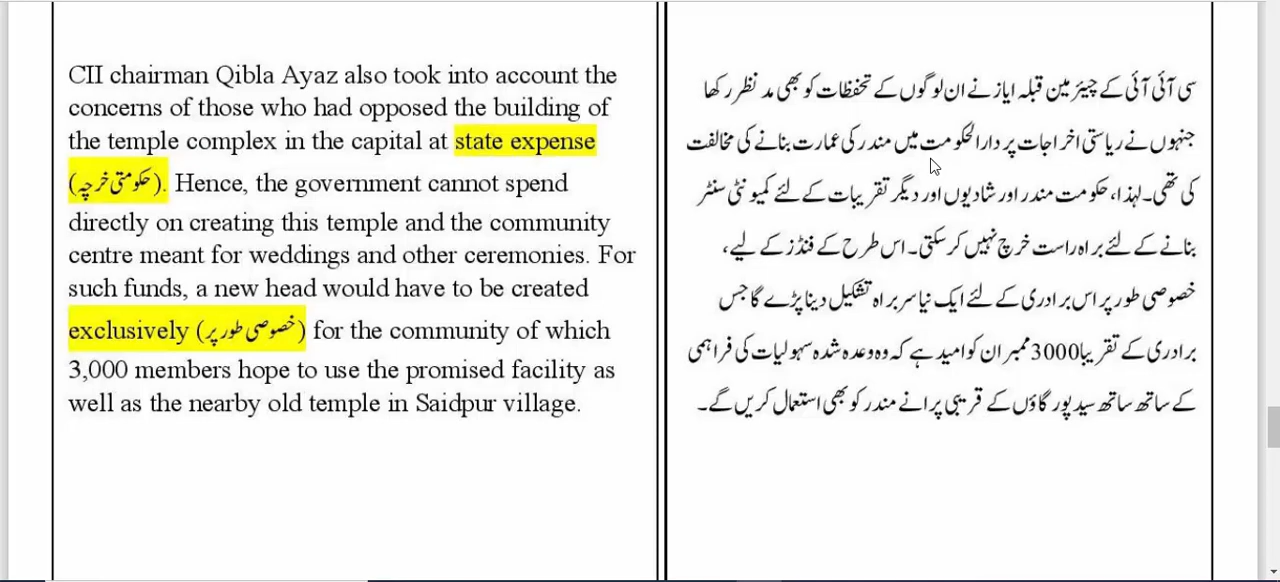 CII chairman Qibla Ayaz also took into account the
concerns of those who had opposed the building of
the temple complex in the capital at state expense
(حکومتی خرچہ). Hence, the government cannot spend
directly on creating this temple and the community
centre meant for weddings and other ceremonies. For
such funds, a new head would have to be created
exclusively (خصوصی طور پر) for the community of which
3,000 members hope to use the promised facility as
well as the nearby old temple in Saidpur village.
سی آئی آئی کے چیئرمین قبلہ ایاز نے ان لوگوں کے تحفظات کو بھی مد نظر رکھا
جنہوں نے ریاستی اخراجات پر دارالحکومت میں مندر کی عمارت بنانے کی مخالفت
کی تھی۔ لہذا، حکومت مندر اور شادیوں اور دیگر تقریبات کے لئے کمیونٹی سنٹر
بنانے کے لئے براہ راست خرچ نہیں کرسکتی۔ اس طرح کے فنڈز کے لیے،
خصوصی طور پر اس برادری کے لئے ایک نیا سربراہ تشکیل دینا پڑے گا جس
برادری کے تقریبا 3000 ممبران کو امید ہے کہ وہ وعدہ شدہ سہولیات کی فراہمی
کے ساتھ ساتھ سید پور گاؤں کے قریبی پرانے مندر کو بھی استعمال کریں گے۔